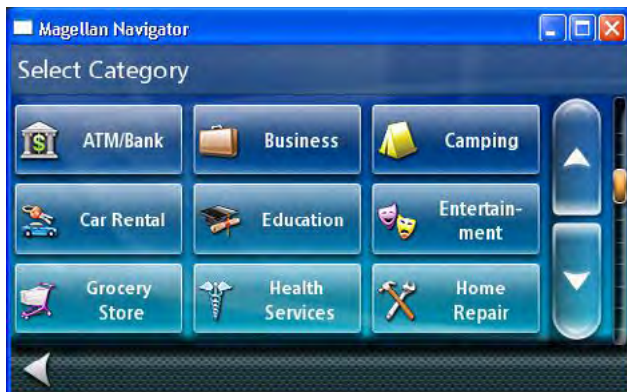 Magellan Navigator
Select Category
ATM/Bank
Business
Camping
Car Rental
Education
Entertain-
ment
Grocery
Store
Health
Services
Home
Repair